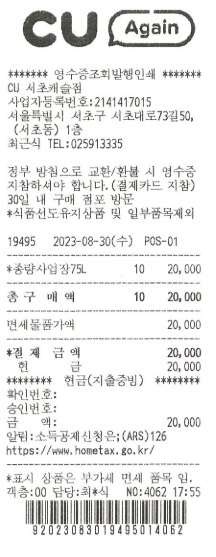 CU Again
******* 영수증조회발행인쇄 *******
CU 서초캐슬점
사업자등록번호:2141417015
서울특별시 서초구 서초대로73길50,
(서초동) 1층
최근식 TEL:025913335
정부 방침으로 교환/환불 시 영수증
지참하셔야 합니다.(결제카드 지참)
30일 내 구매 점포 방문
*식품선도유지상품 및 일부품목제외
19495 2023-08-30(수) POS-01
*중량사업장75L 10 20,000
총 구 매 액 10 20,000
면세물품가액 20,000
*결 제 금 액 20,000
현 금 20,000
******** 현금(지출증빙) ********
확인번호:
승인번호:
금 액: 20,000
알림:소득공제신청은;(ARS)126
https://www.hometax.go.kr/
*표시 상품은 부가세 면세 품목 임.
객층:00 담당:최*식 NO:4062 17:55
92023083019495014062